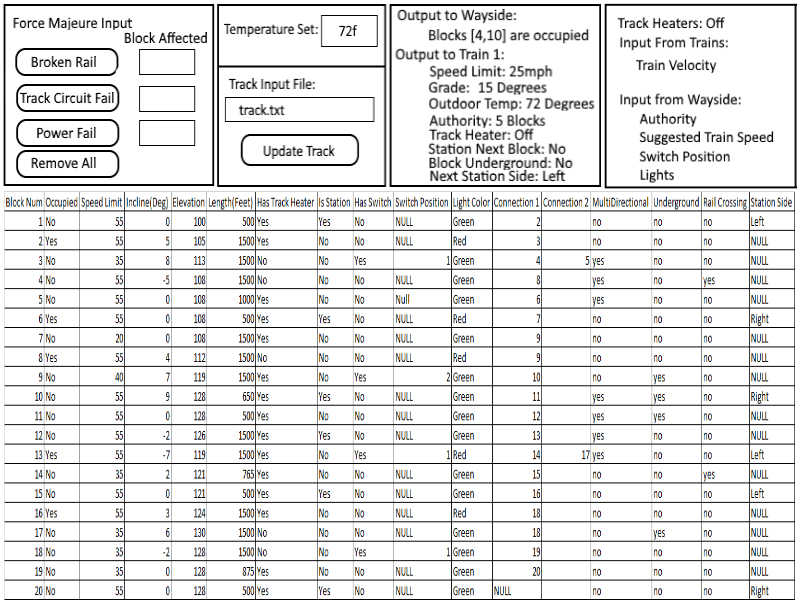 Force Majeure Input
Block Affected
Broken Rail
Track Circuit Fail
Power Fail
Remove All
Temperature Set: 72f
Track Input File:
track.txt
Update Track
Output to Wayside:
Blocks [4,10] are occupied
Output to Train 1:
Speed Limit: 25mph
Grade: 15 Degrees
Outdoor Temp: 72 Degrees
Authority: 5 Blocks
Track Heater: Off
Station Next Block: No
Block Underground: No
Next Station Side: Left
Track Heaters: Off
Input From Trains:
Train Velocity
Input from Wayside:
Authority
Suggested Train Speed
Switch Position
Lights
Block Num Occupied Speed Limit Incline(Deg) Elevation Length(Feet) Has Track Heater Is Station Has Switch Switch Position Light Color Connection 1 Connection 2 MultiDirectional Underground Rail Crossing Station Side
1 No 55 0 100 500 Yes Yes No NULL Green 2 no no no Left
2 Yes 55 5 105 1500 Yes No No NULL Red 3 no no no NULL
3 No 35 8 113 1500 No No Yes 1 Green 4 5 yes no no NULL
4 No 55 -5 108 1500 No No No NULL Green 8 yes no yes NULL
5 No 55 0 108 1000 Yes No No Null Green 6 yes no no NULL
6 Yes 55 0 108 500 Yes Yes No NULL Red 7 no no no Right
7 No 20 0 108 1500 Yes No No NULL Green 9 no no no NULL
8 Yes 55 4 112 1500 No No No NULL Red 9 no no no NULL
9 No 40 7 119 1500 Yes No Yes 2 Green 10 no yes no NULL
10 No 55 9 128 650 Yes Yes No NULL Green 11 yes yes no Right
11 No 55 0 128 500 Yes No No NULL Green 12 yes yes no NULL
12 No 55 -2 126 1500 Yes Yes No NULL Green 13 yes no no NULL
13 Yes 55 -7 119 1500 Yes No Yes 1 Red 14 17 yes no no Left
14 No 35 2 121 765 Yes No No NULL Green 15 no no yes NULL
15 No 55 0 121 500 Yes Yes No NULL Green 16 no no no Left
16 Yes 55 3 124 1500 Yes No No NULL Red 18 no no no NULL
17 No 35 6 130 1500 No No No NULL Green 18 no yes no NULL
18 No 35 -2 128 1500 No No Yes 1 Green 19 no no no NULL
19 No 35 0 128 875 Yes No No NULL Green 20 no no no NULL
20 No 55 0 128 500 Yes Yes No NULL Green NULL no no no Right